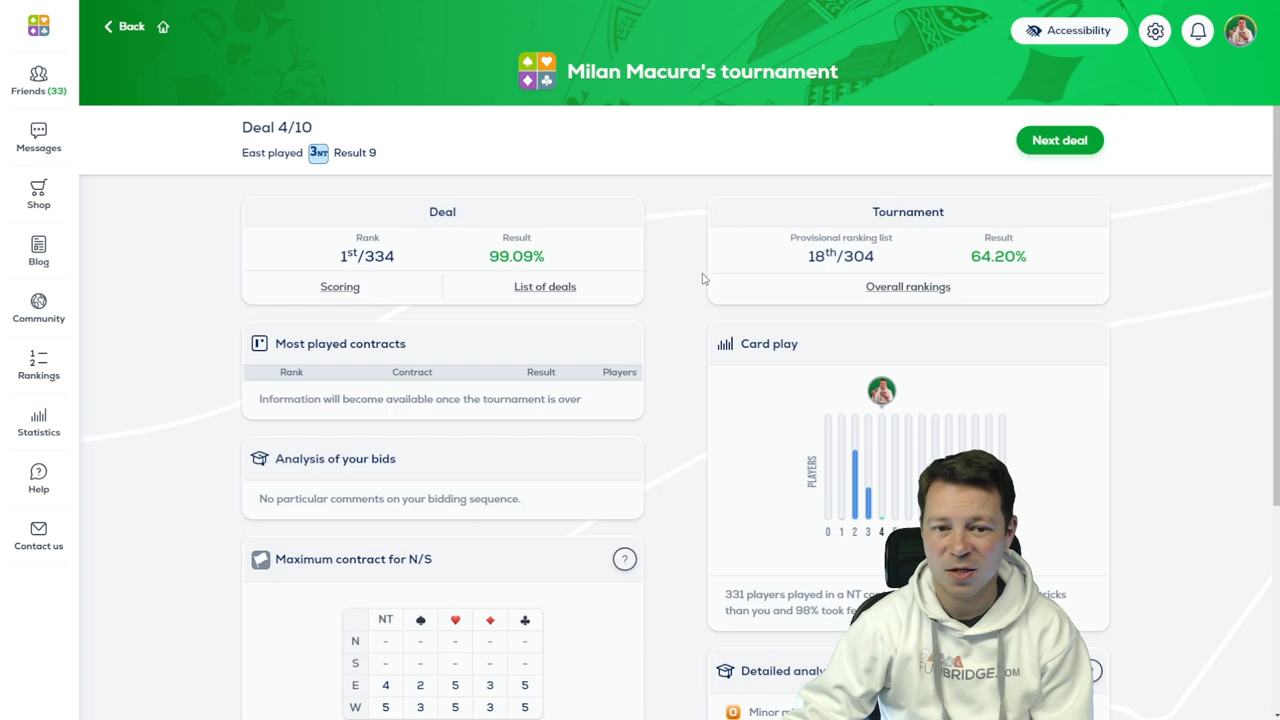 Back
Accessibility
Milan Macura's tournament
Friends (33)
Messages
Shop
Blog
Community
Rankings
Statistics
Help
Contact us
Deal 4/10
East played 3NT Result 9
Next deal
Deal
Rank Result
1st/334 99.09%
Scoring List of deals
Tournament
Provisional ranking list Result
18th/304 64.20%
Overall rankings
Most played contracts
Rank Contract Result Players
Information will become available once the tournament is over
Analysis of your bids
No particular comments on your bidding sequence.
Maximum contract for N/S ?
NT ♠ ♥ ♦ ♣
N - - - - -
S - - - - -
E 4 2 5 3 5
W 5 3 5 3 5
Card play
PLAYERS
0 1 2 3 4
331 players played in a NT
than you and 98% took
Detailed
Minor
FUNBRIDGE.COM